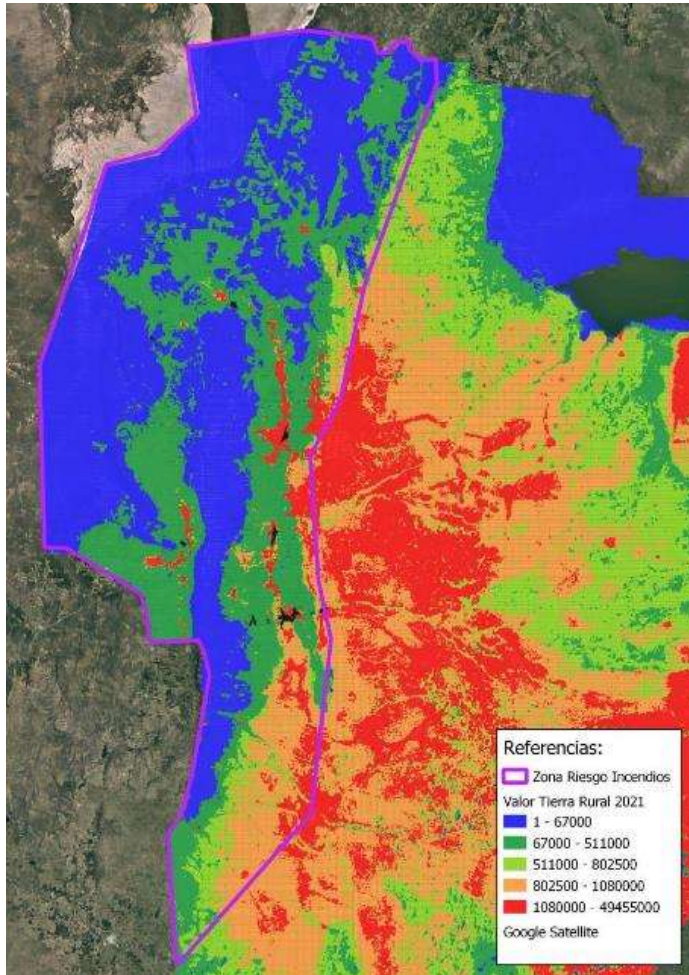 Referencias:
Zona Riesgo Incendios
Valor Tierra Rural 2021
1 - 67000
67000 - 511000
511000 - 802500
802500 - 1080000
1080000 - 49455000
Google Satellite